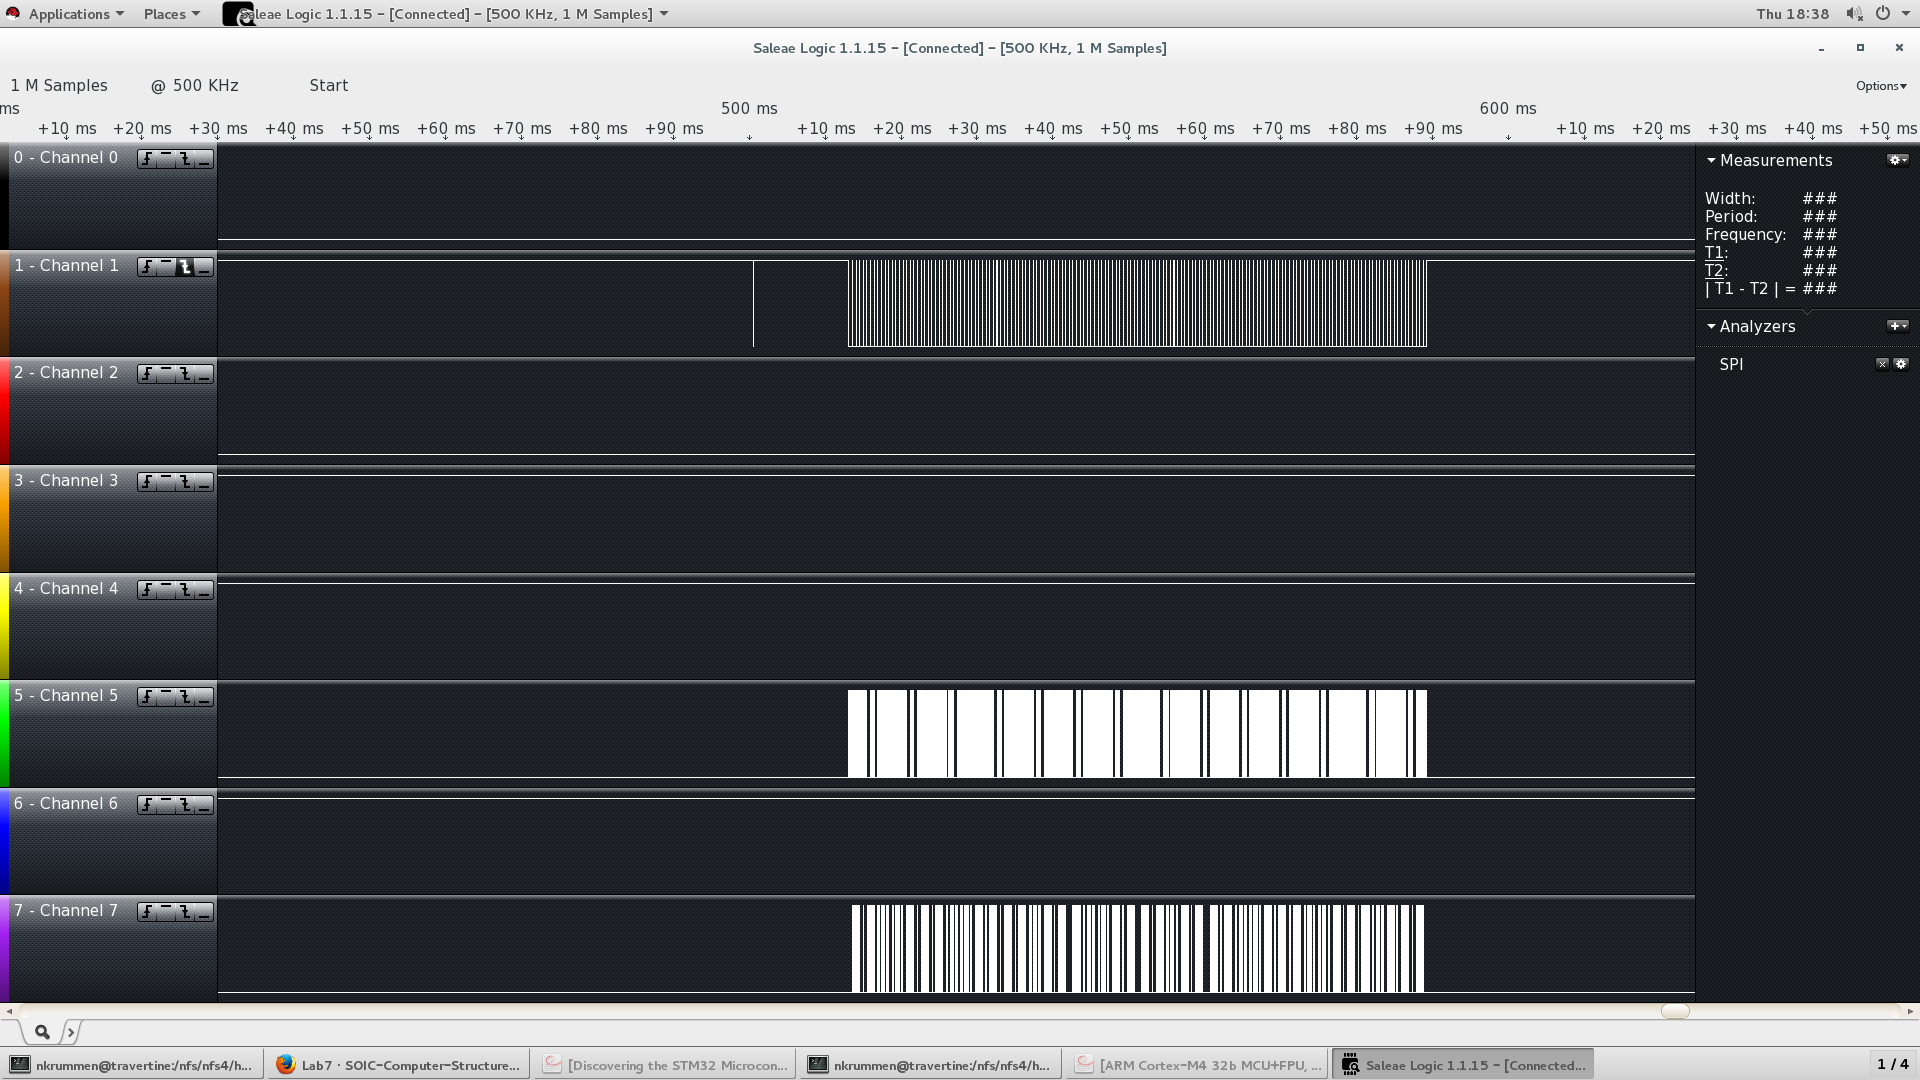 Applications Places Saleae Logic 1.1.15 – [Connected] – [500 KHz, 1 M Samples] Thu 18:38
Saleae Logic 1.1.15 – [Connected] – [500 KHz, 1 M Samples]
1 M Samples @ 500 KHz Start Options
ms 500 ms 600 ms
+10 ms +20 ms +30 ms +40 ms +50 ms +60 ms +70 ms +80 ms +90 ms +10 ms +20 ms +30 ms +40 ms +50 ms +60 ms +70 ms +80 ms +90 ms +10 ms +20 ms +30 ms +40 ms +50 ms
0 - Channel 0
1 - Channel 1
2 - Channel 2
3 - Channel 3
4 - Channel 4
5 - Channel 5
6 - Channel 6
7 - Channel 7
Measurements
Width: ###
Period: ###
Frequency: ###
T1: ###
T2: ###
| T1 - T2 | = ###
Analyzers
SPI
nkrummen@travertine:/nfs/nfs4/h... Lab7 · SOIC-Computer-Structure... [Discovering the STM32 Microcon... nkrummen@travertine:/nfs/nfs4/h... [ARM Cortex-M4 32b MCU+FPU, ... Saleae Logic 1.1.15 – [Connected... 1 / 4